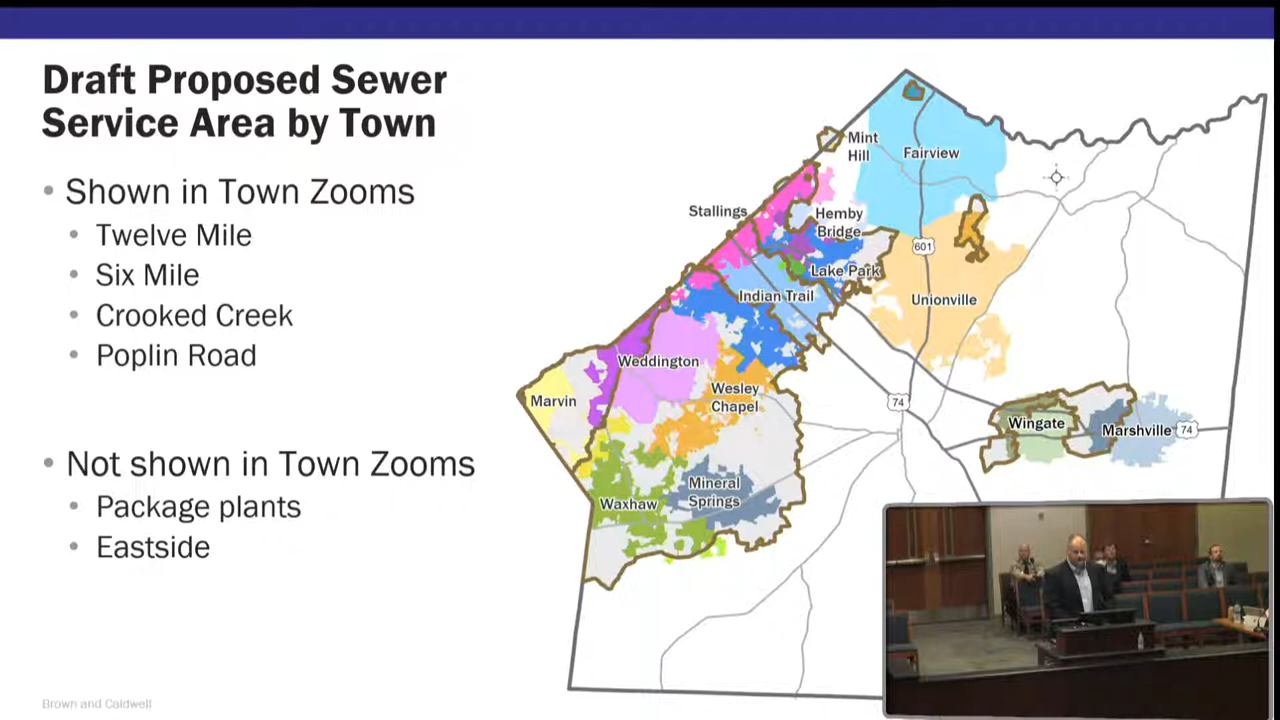 Draft Proposed Sewer
Service Area by Town
• Shown in Town Zooms
• Twelve Mile
• Six Mile
• Crooked Creek
• Poplin Road
• Not shown in Town Zooms
• Package plants
• Eastside
Brown and Caldwell
Mint
Hill
Fairview
Stallings
Hemby
Bridge
601
Lake Park
Indian Trail
Unionville
Weddington
Wesley
Chapel
Marvin
74
Wingate
Marshville
74
Mineral
Springs
Waxhaw